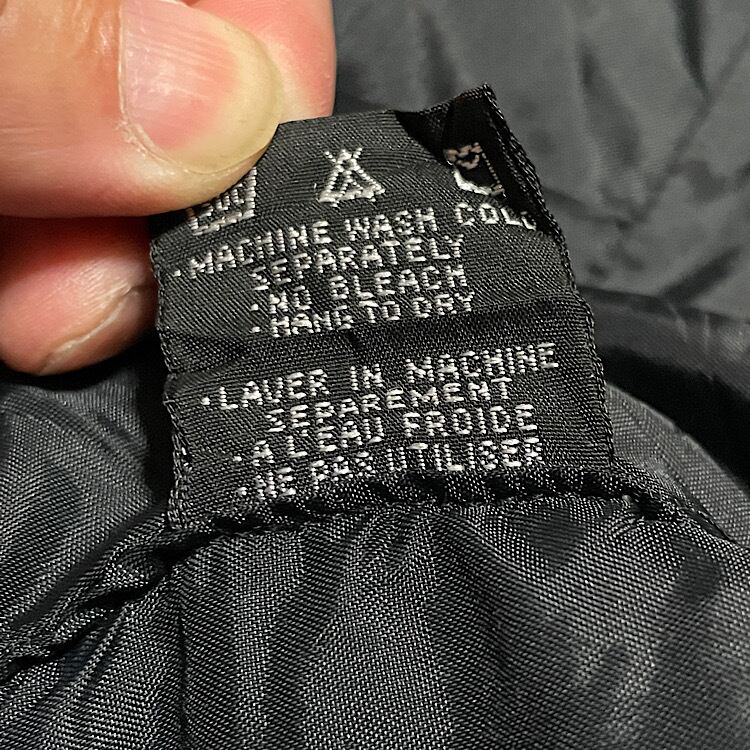 ·MACHINE WASH COLD
SEPARATELY
·NO BLEACH
·HANG TO DRY
·LAVER IN MACHINE
SEPAREMENT
·A L'EAU FROIDE
·NE PAS UTILISER